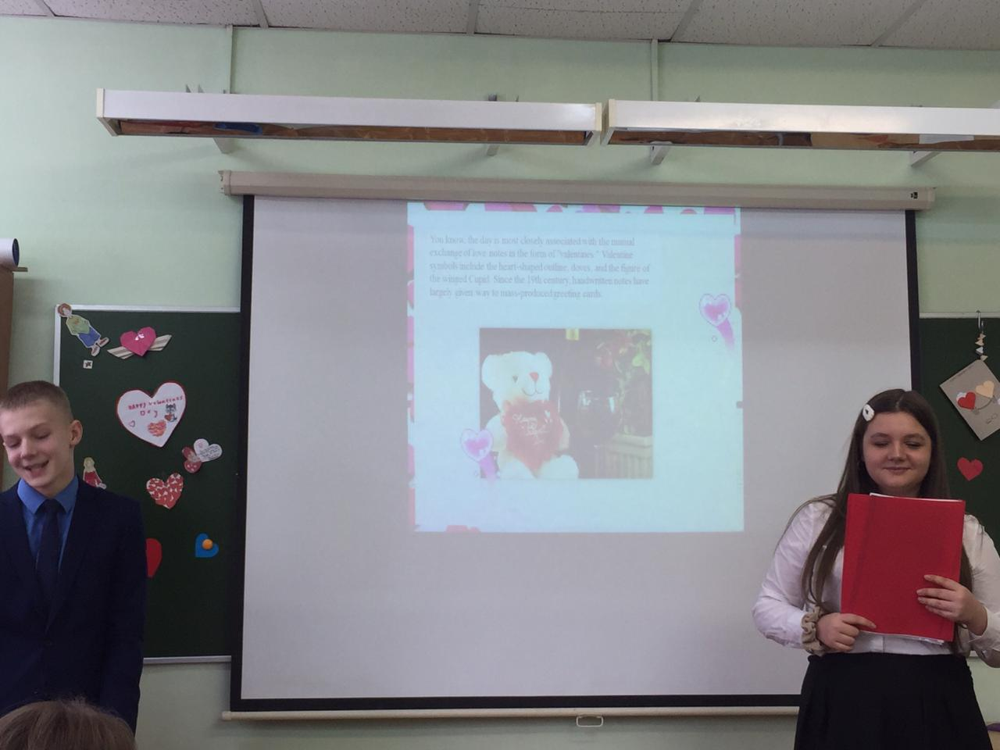 You know, the day is most closely associated with the manual
exchange of love notes in the form of "valentines." Valentine
symbols include the heart-shaped outline, doves, and the figure of
the winged Cupid. Since the 19th century, handwritten notes have
largely given way to mass-produced greeting cards.
Happy Valentines
Day